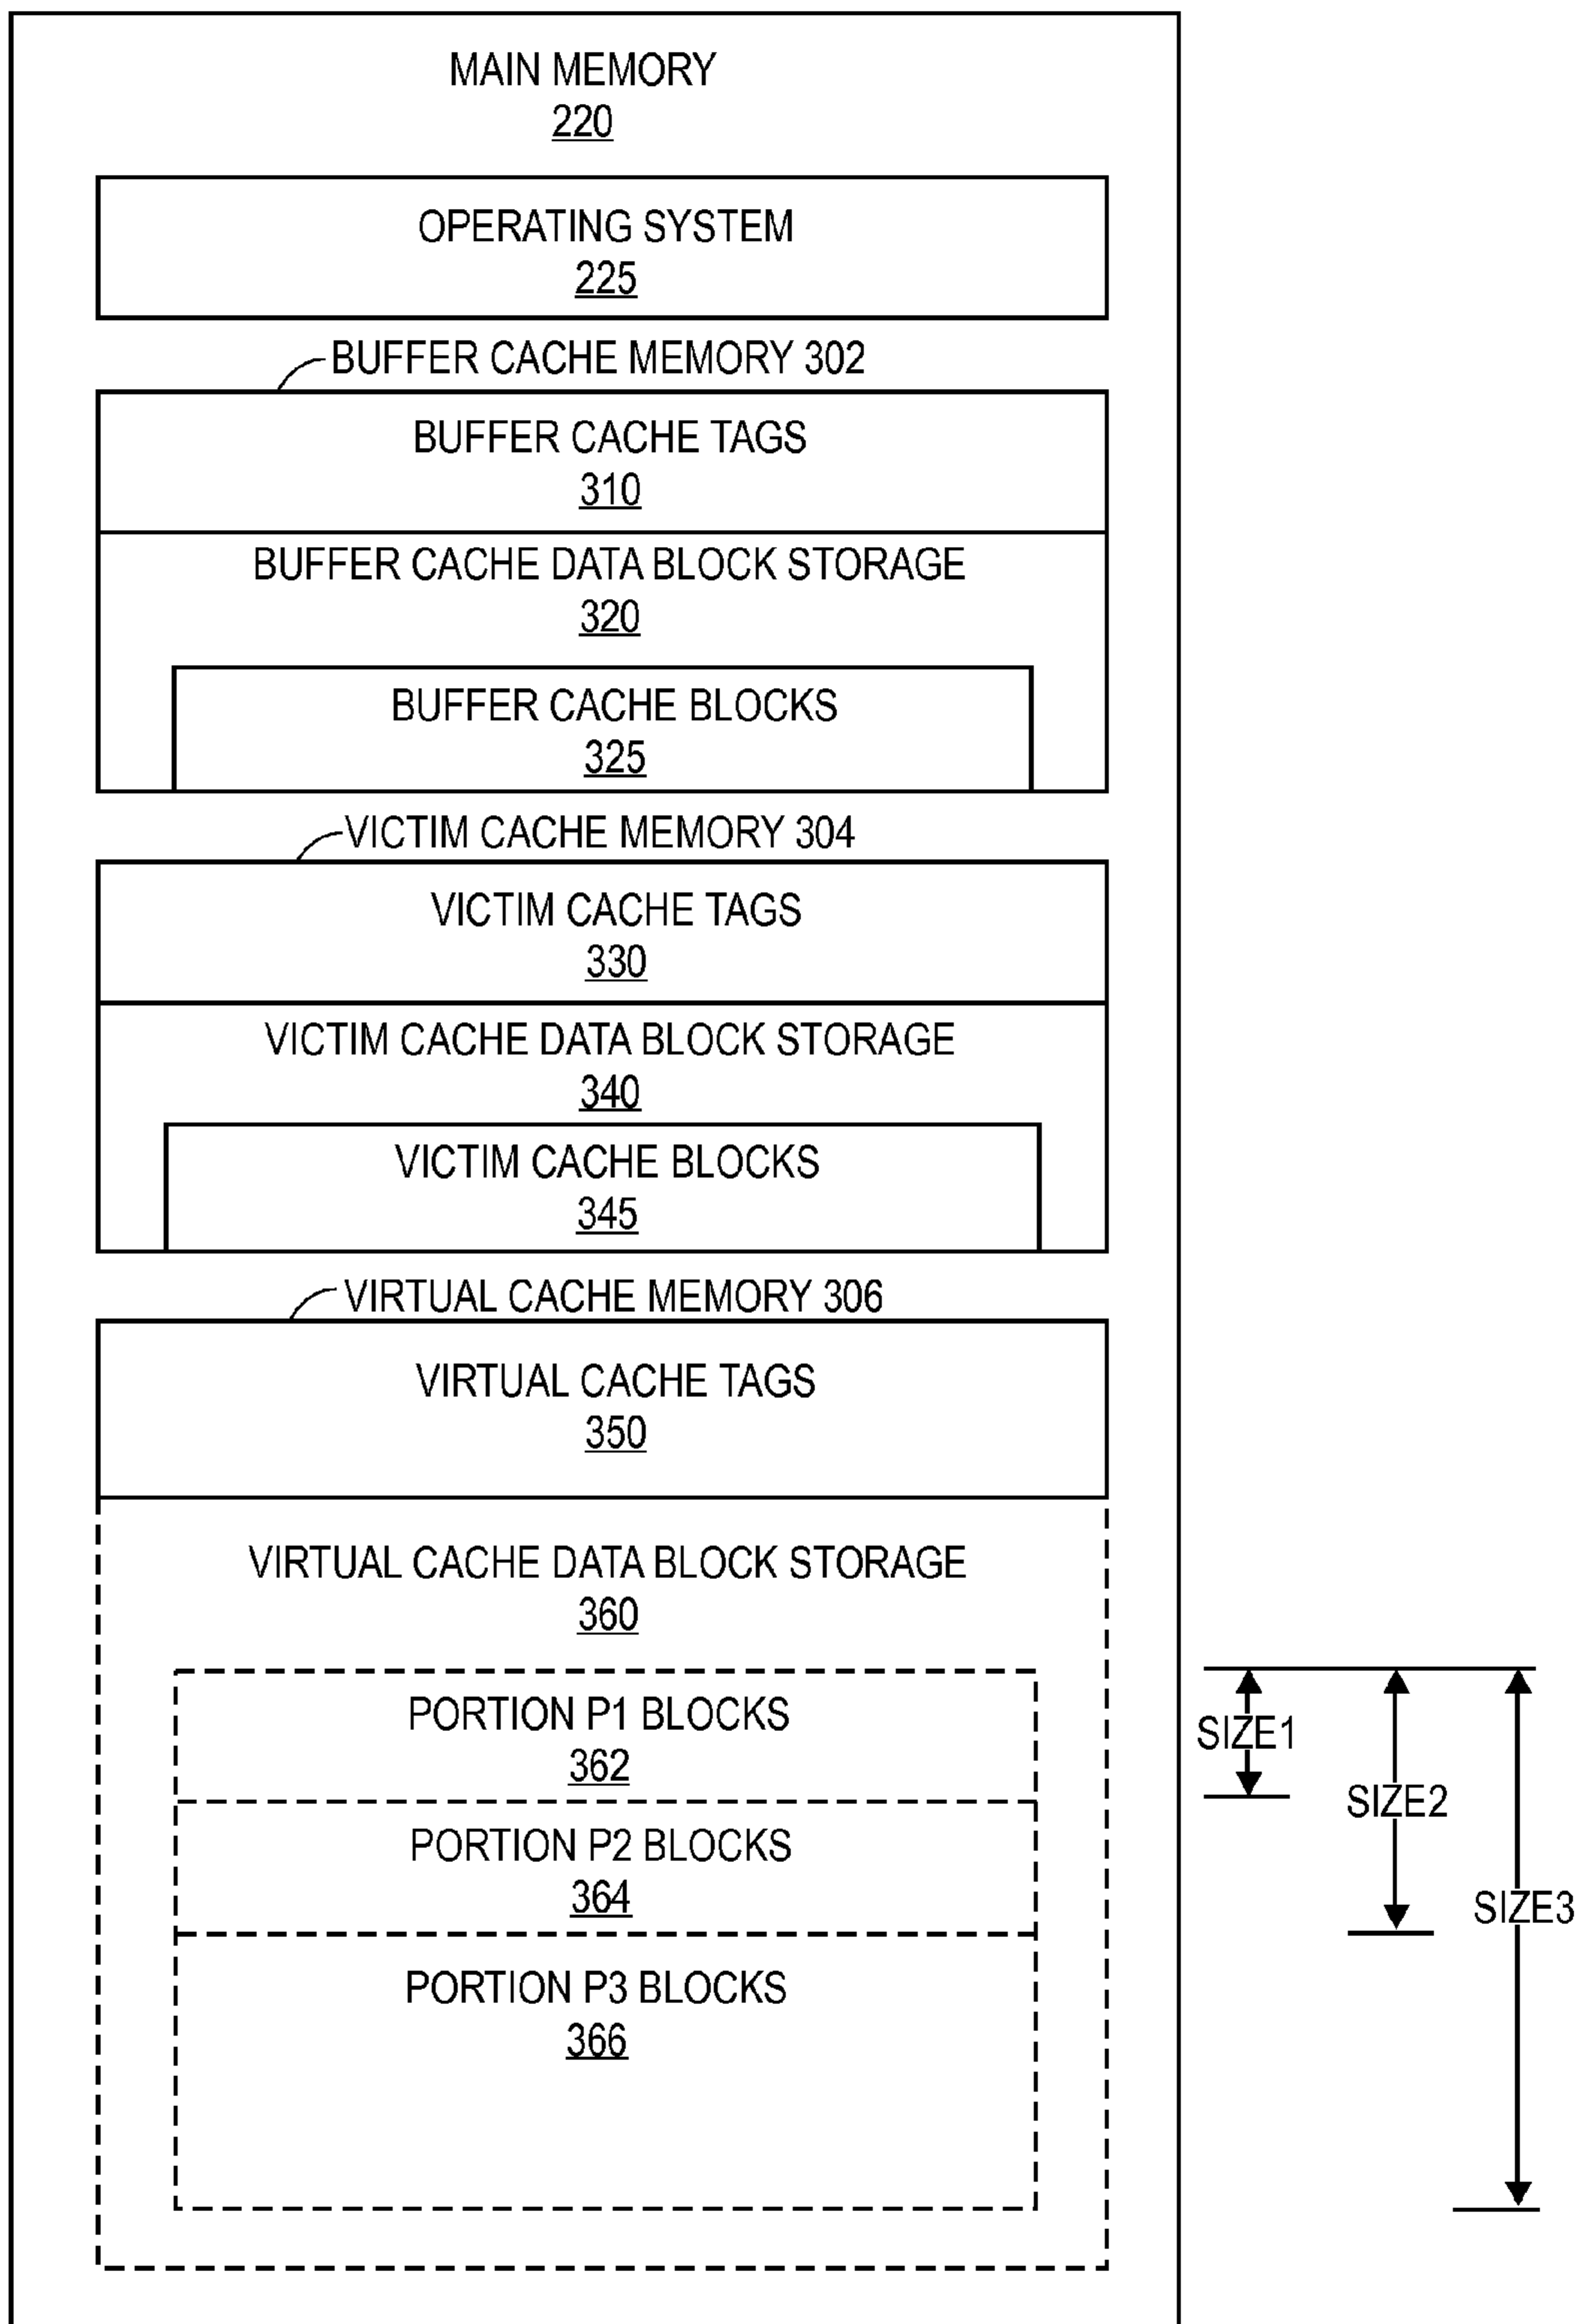 MAIN MEMORY
220
OPERATING SYSTEM
225
BUFFER CACHE MEMORY 302
BUFFER CACHE TAGS
310
BUFFER CACHE DATA BLOCK STORAGE
320
BUFFER CACHE BLOCKS
325
VICTIM CACHE MEMORY 304
VICTIM CACHE TAGS
330
VICTIM CACHE DATA BLOCK STORAGE
340
VICTIM CACHE BLOCKS
345
VIRTUAL CACHE MEMORY 306
VIRTUAL CACHE TAGS
350
VIRTUAL CACHE DATA BLOCK STORAGE
360
PORTION P1 BLOCKS
362
PORTION P2 BLOCKS
364
PORTION P3 BLOCKS
366
SIZE1
SIZE2
SIZE3